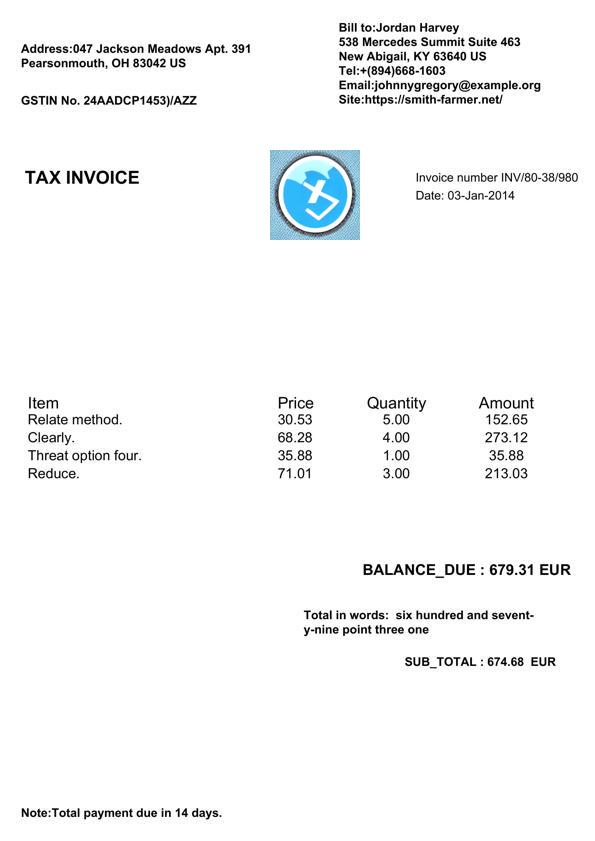 Address:047 Jackson Meadows Apt. 391
Pearsonmouth, OH 83042 US
GSTIN No. 24AADCP1453)/AZZ
Bill to:Jordan Harvey
538 Mercedes Summit Suite 463
New Abigail, KY 63640 US
Tel:+(894)668-1603
Email:johnnygregory@example.org
Site:https://smith-farmer.net/
TAX INVOICE
Invoice number INV/80-38/980
Date: 03-Jan-2014
Item Price Quantity Amount
Relate method. 30.53 5.00 152.65
Clearly. 68.28 4.00 273.12
Threat option four. 35.88 1.00 35.88
Reduce. 71.01 3.00 213.03
BALANCE_DUE : 679.31 EUR
Total in words: six hundred and sevent-
y-nine point three one
SUB_TOTAL : 674.68 EUR
Note:Total payment due in 14 days.